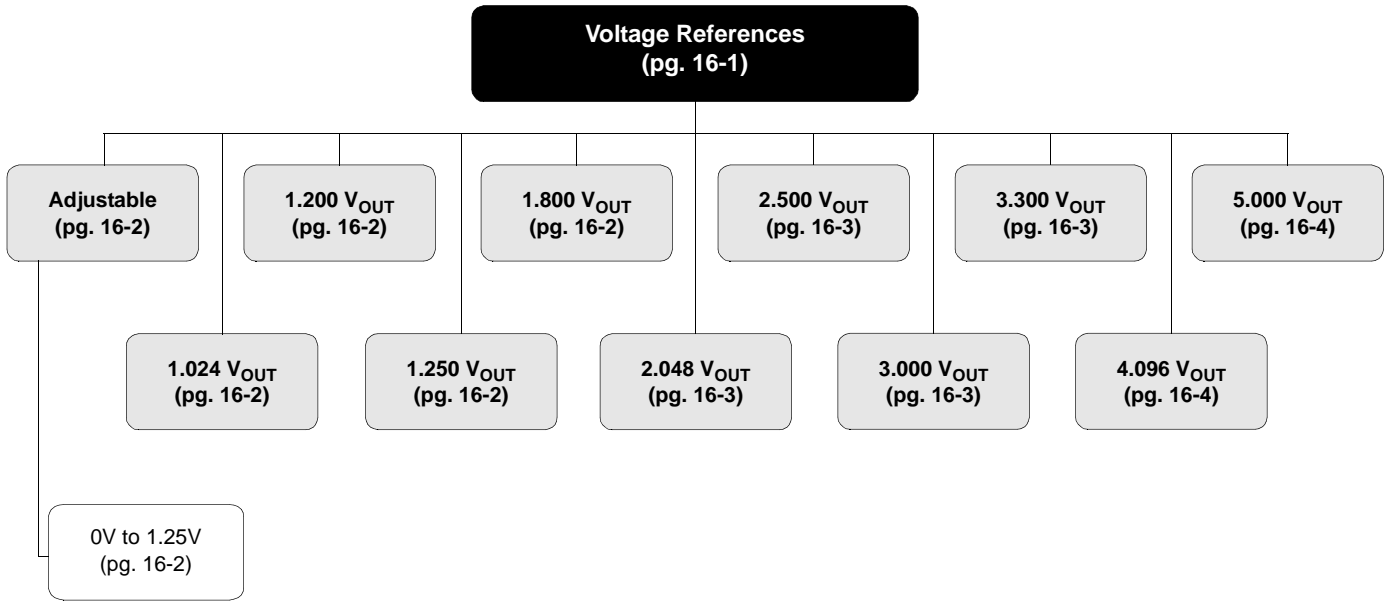 Voltage References
(pg. 16-1)
Adjustable
(pg. 16-2)
1.200 VOUT
(pg. 16-2)
1.800 VOUT
(pg. 16-2)
2.500 VOUT
(pg. 16-3)
3.300 VOUT
(pg. 16-3)
5.000 VOUT
(pg. 16-4)
1.024 VOUT
(pg. 16-2)
1.250 VOUT
(pg. 16-2)
2.048 VOUT
(pg. 16-3)
3.000 VOUT
(pg. 16-3)
4.096 VOUT
(pg. 16-4)
0V to 1.25V
(pg. 16-2)